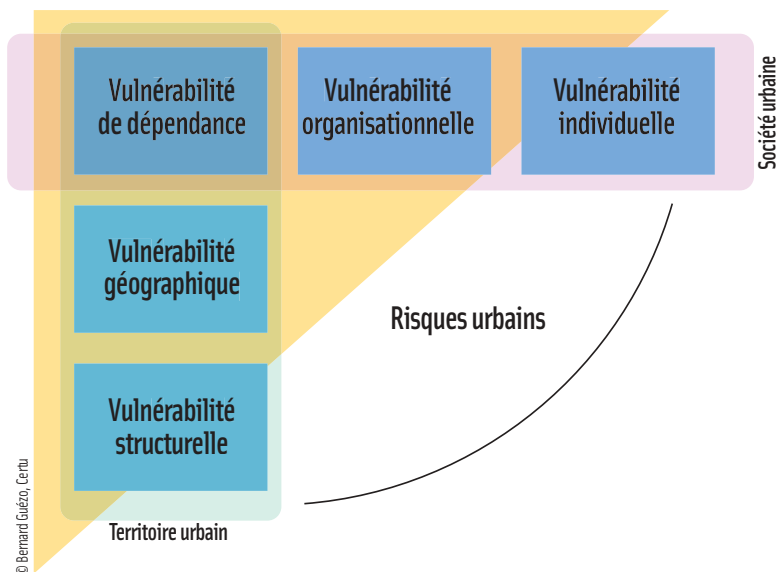 Vulnérabilité
de dépendance
Vulnérabilité
organisationnelle
Vulnérabilité
individuelle
Société urbaine
Vulnérabilité
géographique
Risques urbains
Vulnérabilité
structurelle
Territoire urbain
© Bernard Guézo, Certu